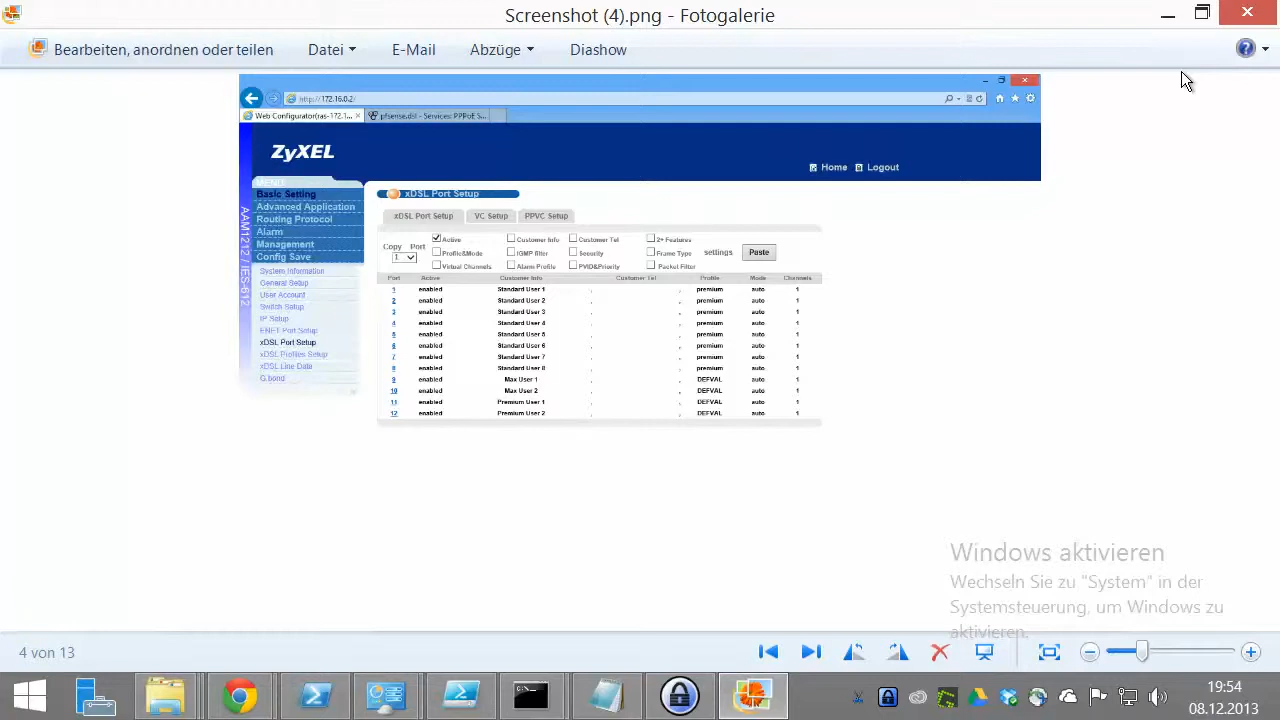 Screenshot (4).png - Fotogalerie
Bearbeiten, anordnen oder teilen Datei E-Mail Abzüge Diashow
http://172.16.0.2/
Web Configurator(ras-172.1... pfsense.dsl - Services: PPPoE S...
ZyXEL
Home Logout
MENU
Basic Setting
Advanced Application
Routing Protocol
Alarm
Management
Config Save
System Information
General Setup
User Account
Switch Setup
IP Setup
ENET Port Setup
xDSL Port Setup
xDSL Profiles Setup
xDSL Line Data
G.bond
AAM1212 / IES-612
xDSL Port Setup
xDSL Port Setup VC Setup PPVC Setup
Copy Port
1
Active Customer Info Customer Tel 2+ Features
Profile&Mode IGMP filter Security Frame Type
Virtual Channels Alarm Profile PVID&Priority Packet Filter
settings Paste
Port Active Customer Info Customer Tel Profile Mode Channels
1 enabled Standard User 1 , , premium auto 1
2 enabled Standard User 2 , , premium auto 1
3 enabled Standard User 3 , , premium auto 1
4 enabled Standard User 4 , , premium auto 1
5 enabled Standard User 5 , , premium auto 1
6 enabled Standard User 6 , , premium auto 1
7 enabled Standard User 7 , , premium auto 1
8 enabled Standard User 8 , , premium auto 1
9 enabled Max User 1 , , DEFVAL auto 1
10 enabled Max User 2 , , DEFVAL auto 1
11 enabled Premium User 1 , , DEFVAL auto 1
12 enabled Premium User 2 , , DEFVAL auto 1
Windows aktivieren
Wechseln Sie zu "System" in der
Systemsteuerung, um Windows zu
aktivieren.
4 von 13
19:54
08.12.2013